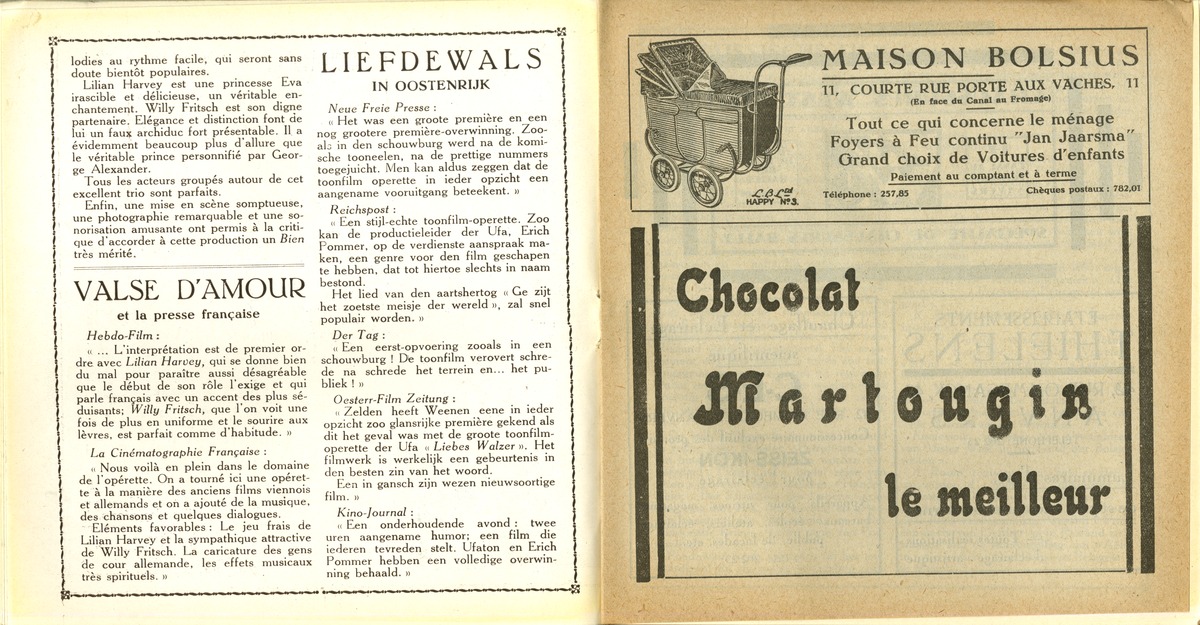 lodies au rythme facile, qui seront sans
doute bientôt populaires.
Lilian Harvey est une princesse Eva
irascible et délicieuse, un véritable en-
chantement. Willy Fritsch est son digne
partenaire. Elégance et distinction font de
lui un faux archiduc fort présentable. Il a
évidemment beaucoup plus d'allure que
le véritable prince personnifié par Geor-
ge Alexander.
Tous les acteurs groupés autour de cet
excellent trio sont parfaits.
Enfin, une mise en scène somptueuse,
une photographie remarquable et une so-
norisation amusante ont permis à la criti-
que d'accorder à cette production un Bien
très mérité.
VALSE D'AMOUR
et la presse française
Hebdo-Film :
« ... L'interprétation est de premier or-
dre avec Lilian Harvey, qui se donne bien
du mal pour paraître aussi désagréable
que le début de son rôle l'exige et qui
parle français avec un accent des plus sé-
duisants; Willy Fritsch, que l'on voit une
fois de plus en uniforme et le sourire aux
lèvres, est parfait comme d'habitude. »
La Cinématographie Française :
« Nous voilà en plein dans le domaine
de l'opérette. On a tourné ici une opéret-
te à la manière des anciens films viennois
et allemands et on a ajouté de la musique,
des chansons et quelques dialogues.
Eléments favorables : Le jeu frais de
Lilian Harvey et la sympathique attractive
de Willy Fritsch. La caricature des gens
de cour allemande, les effets musicaux
très spirituels. »
LIEFDEWALS
IN OOSTENRIJK
Neue Freie Presse :
« Het was een groote première en een
nog grootere première-overwinning. Zoo-
als in den schouwburg werd na de komi-
sche tooneelen, na de prettige nummers
toegejuicht. Men kan aldus zeggen dat de
toonfilm operette in ieder opzicht een
aangename vooruitgang beteekent. »
Reichspost :
« Een stijl-echte toonfilm-operette. Zoo
kan de productieleider der Ufa, Erich
Pommer, op de verdienste aanspraak ma-
ken, een genre voor den film geschapen
te hebben, dat tot hiertoe slechts in naam
bestond.
Het lied van den aartshertog « Ge zijt
het zoetste meisje der wereld », zal snel
populair worden. »
Der Tag :
« Een eerst-opvoering zooals in een
schouwburg ! De toonfilm verovert schre-
de na schrede het terrein en... het pu-
bliek ! »
Oesterr-Film Zeitung :
« Zelden heeft Weenen eene in ieder
opzicht zoo glansrijke première gekend als
dit het geval was met de groote toonfilm-
operette der Ufa « Liebes Walzer ». Het
filmwerk is werkelijk een gebeurtenis in
den besten zin van het woord.
Een in gansch zijn wezen nieuwsoortige
film. »
Kino-Journal :
« Een onderhoudende avond : twee
uren aangename humor; een film die
iederen tevreden stelt. Ufaton en Erich
Pommer hebben een volledige overwin-
ning behaald. »
MAISON BOLSIUS
11, COURTE RUE PORTE AUX VACHES, 11
(En face du Canal au Fromage)
Tout ce qui concerne le ménage
Foyers à Feu continu "Jan Jaarsma"
Grand choix de Voitures d'enfants
Paiement au comptant et à terme
Téléphone : 257,85 Chèques postaux : 782,01
L.B. Ltd
HAPPY No 3.
Chocolat
Martougin
le meilleur